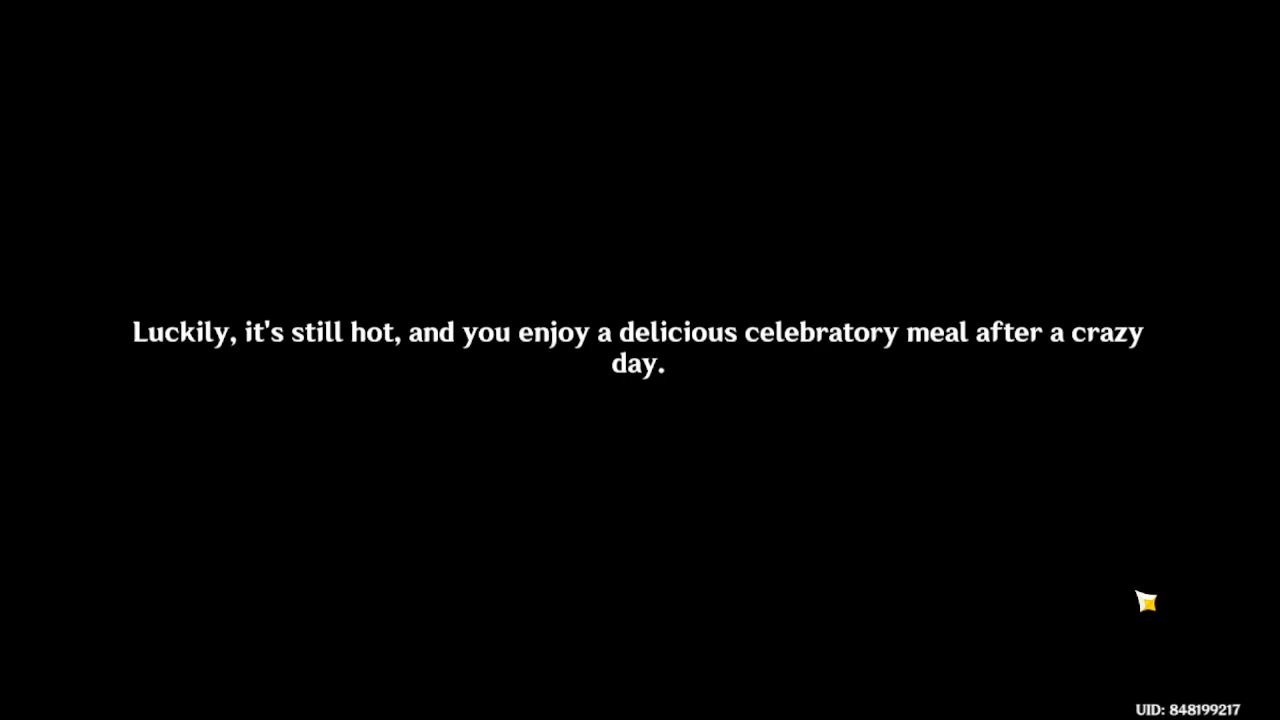 Luckily, it's still hot, and you enjoy a delicious celebratory meal after a crazy
day.
UID: 848199217